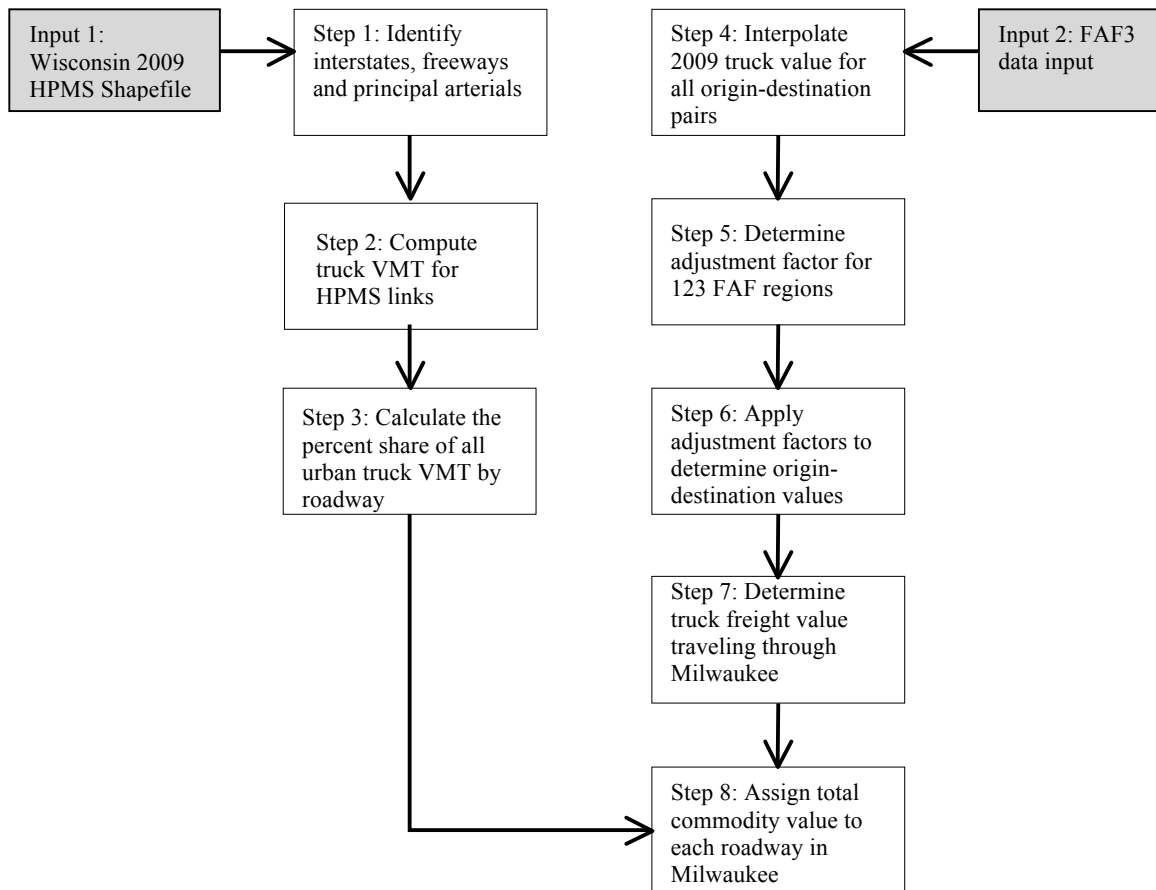 Input 1:
Wisconsin 2009
HPMS Shapefile
Step 1: Identify
interstates, freeways
and principal arterials
Step 2: Compute
truck VMT for
HPMS links
Step 3: Calculate the
percent share of all
urban truck VMT by
roadway
Input 2: FAF3
data input
Step 4: Interpolate
2009 truck value for
all origin-destination
pairs
Step 5: Determine
adjustment factor for
123 FAF regions
Step 6: Apply
adjustment factors to
determine origin-
destination values
Step 7: Determine
truck freight value
traveling through
Milwaukee
Step 8: Assign total
commodity value to
each roadway in
Milwaukee